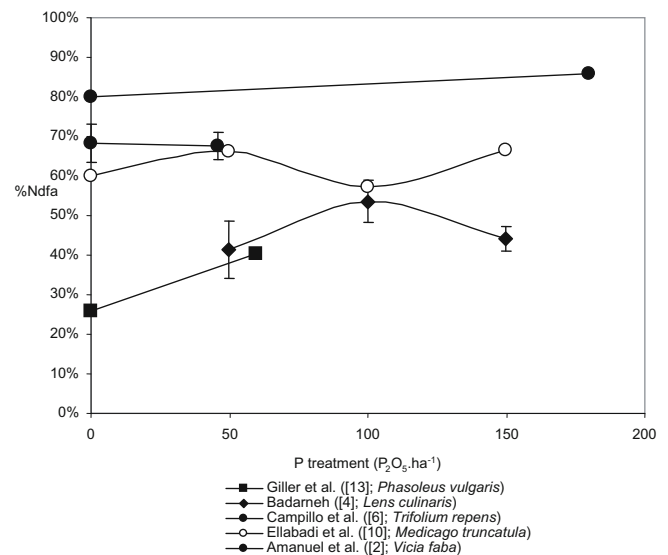 100%
90%
80%
70%
60%
%Ndfa
50%
40%
30%
20%
10%
0%
0 50 100 150 200
P treatment (P₂O₅.ha⁻¹)
Giller et al. ([13]; Phasoleus vulgaris)
Badarneh ([4]; Lens culinaris)
Campillo et al. ([6]; Trifolium repens)
Ellabadi et al. ([10]; Medicago truncatula)
Amanuel et al. ([2]; Vicia faba)